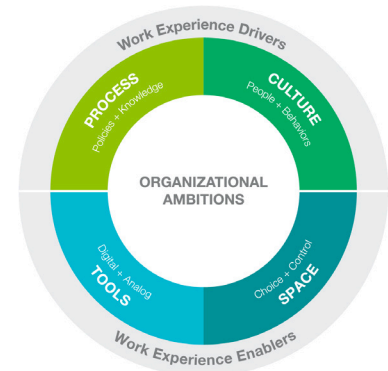 Work Experience Drivers
PROCESS
Policies + Knowledge
CULTURE
People + Behaviors
ORGANIZATIONAL
AMBITIONS
Digital + Analog
TOOLS
Choice + Control
SPACE
Work Experience Enablers